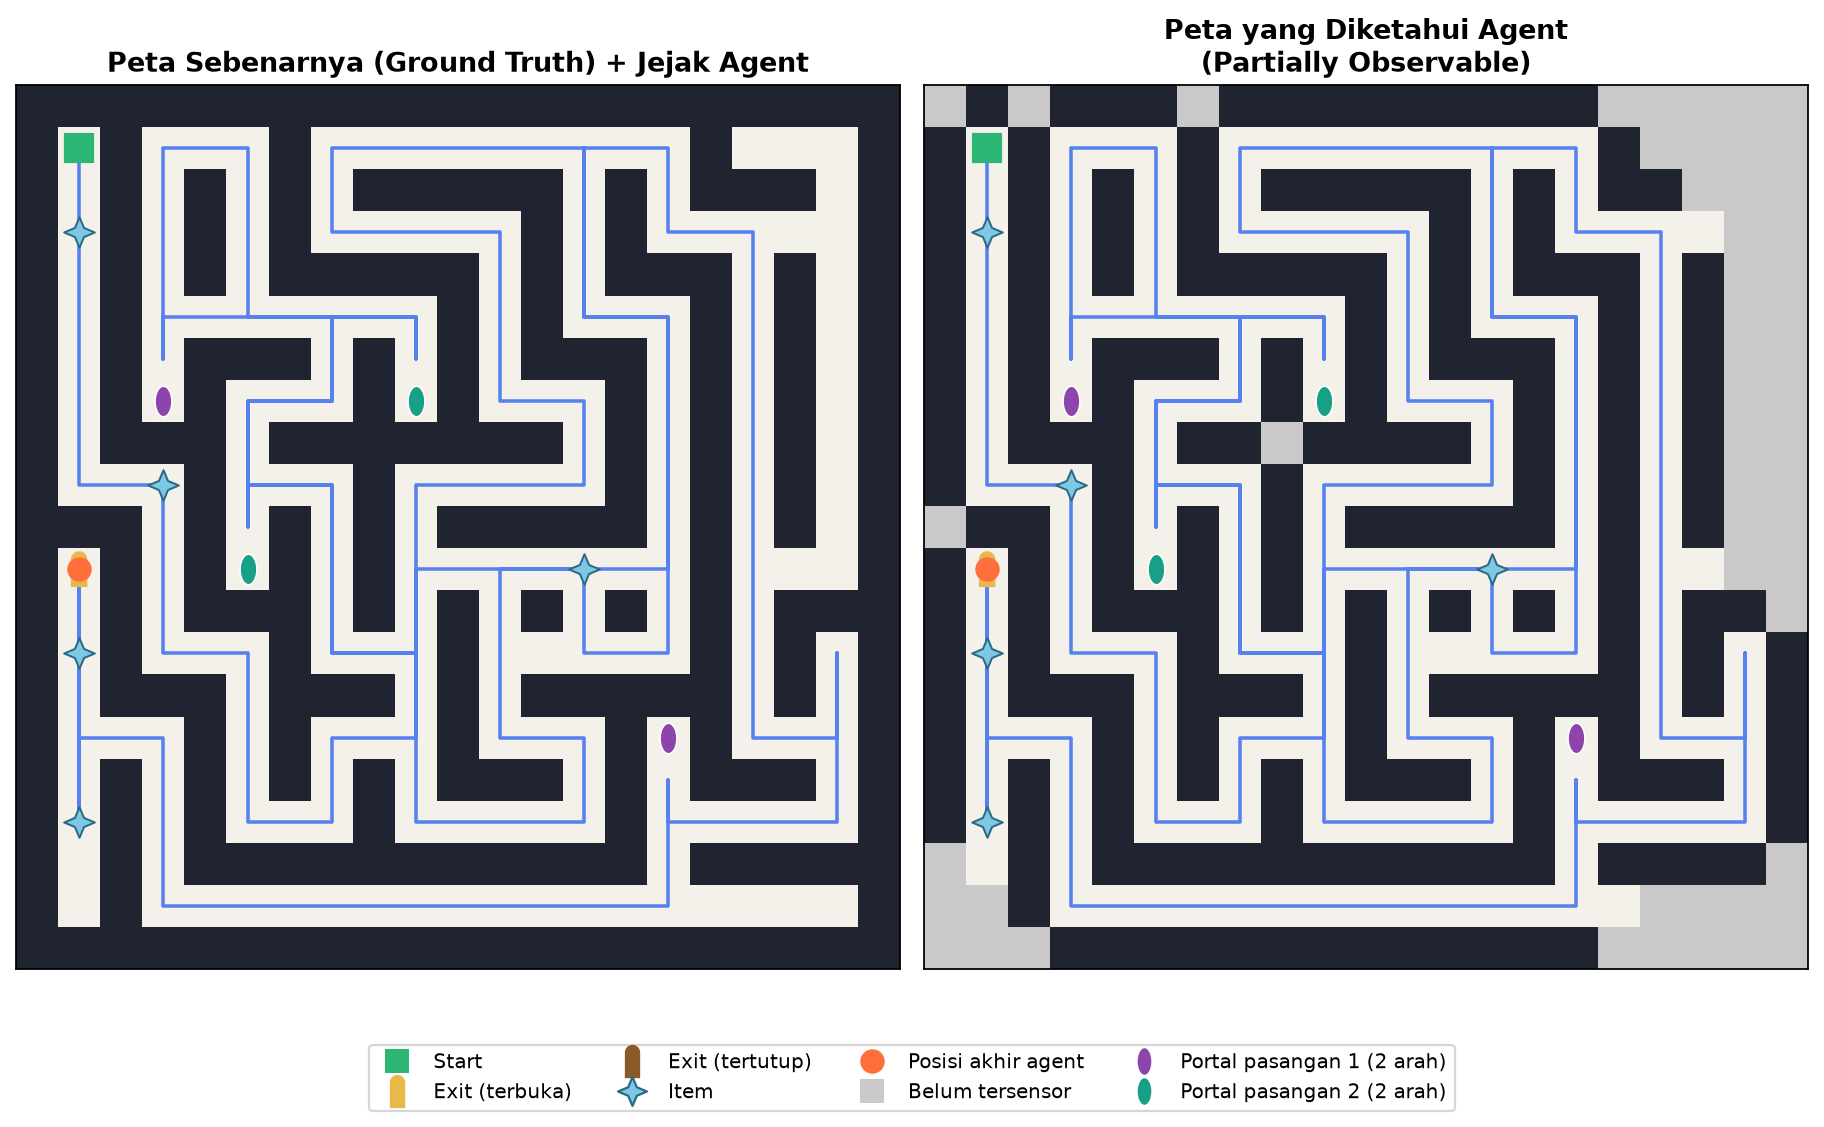 Peta Sebenarnya (Ground Truth) + Jejak Agent
Peta yang Diketahui Agent
(Partially Observable)
Start
Exit (terbuka)
Exit (tertutup)
Item
Posisi akhir agent
Belum tersensor
Portal pasangan 1 (2 arah)
Portal pasangan 2 (2 arah)